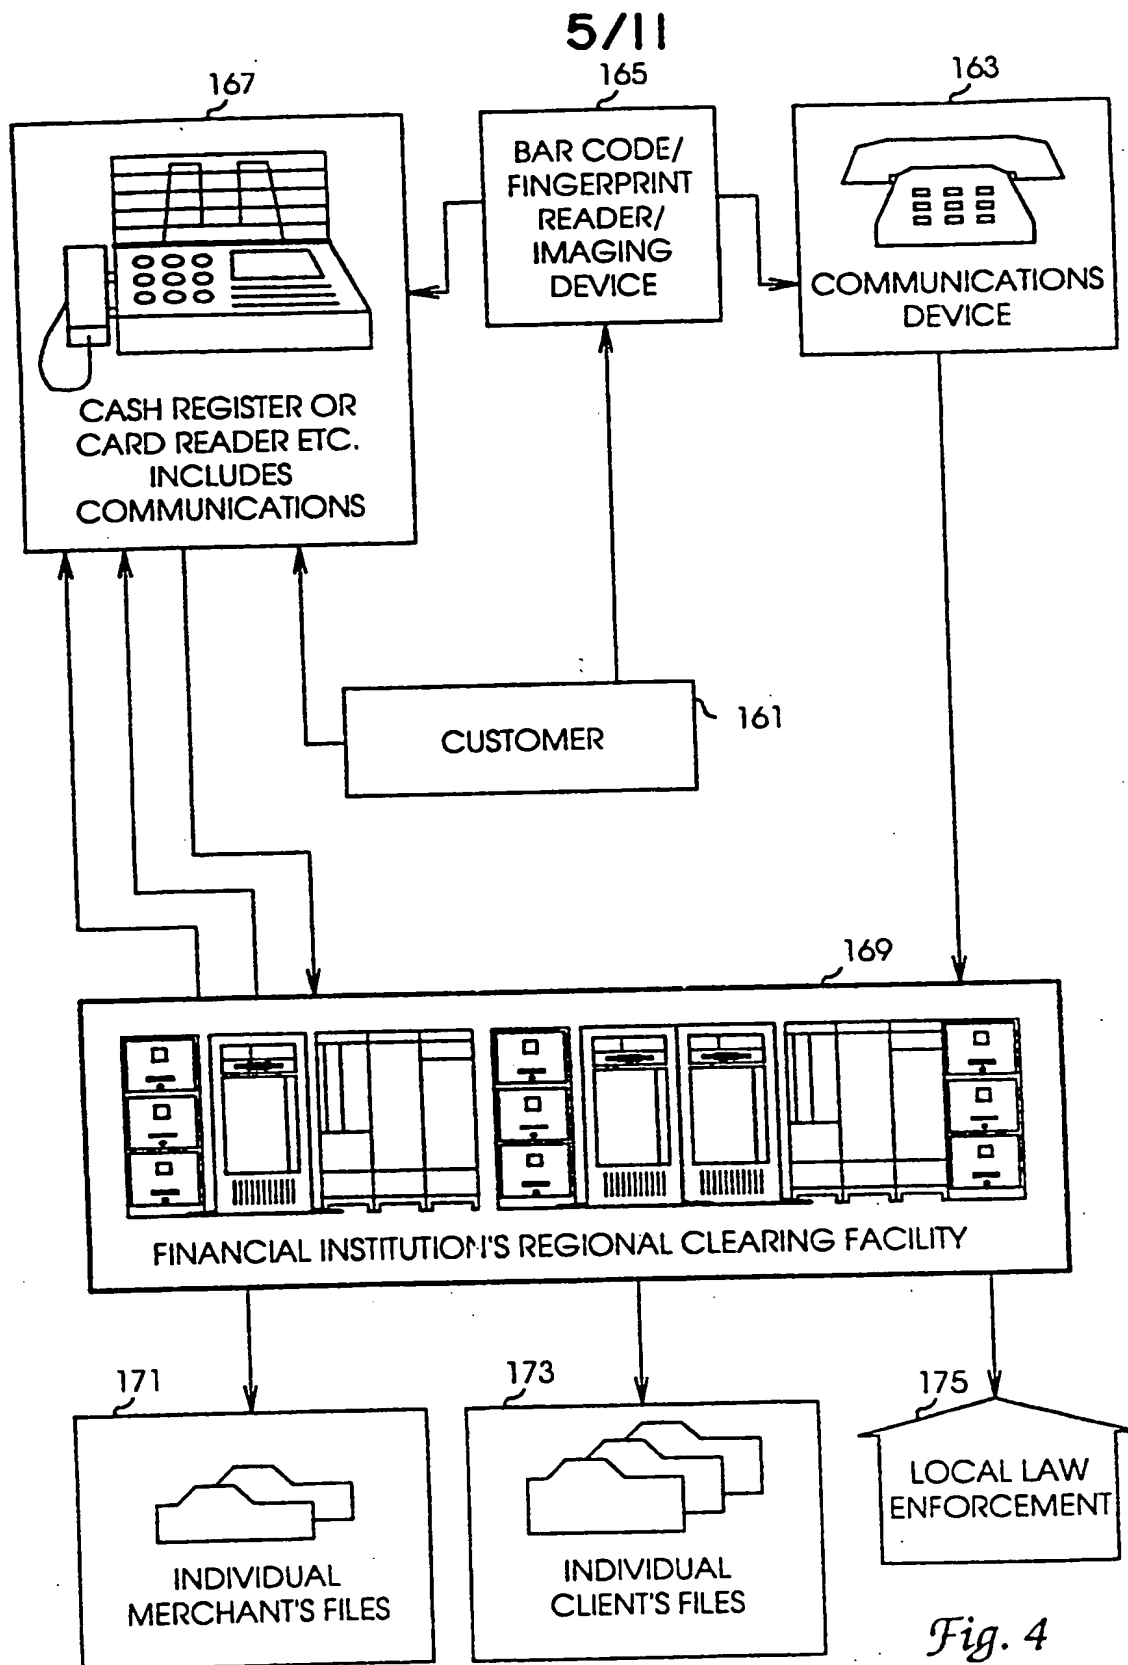 5/11
167
165
163
BAR CODE/
FINGERPRINT
READER/
IMAGING
DEVICE
COMMUNICATIONS
DEVICE
CASH REGISTER OR
CARD READER ETC.
INCLUDES
COMMUNICATIONS
CUSTOMER
161
169
FINANCIAL INSTITUTION'S REGIONAL CLEARING FACILITY
171
173
175
INDIVIDUAL
MERCHANT'S FILES
INDIVIDUAL
CLIENT'S FILES
LOCAL LAW
ENFORCEMENT
Fig. 4